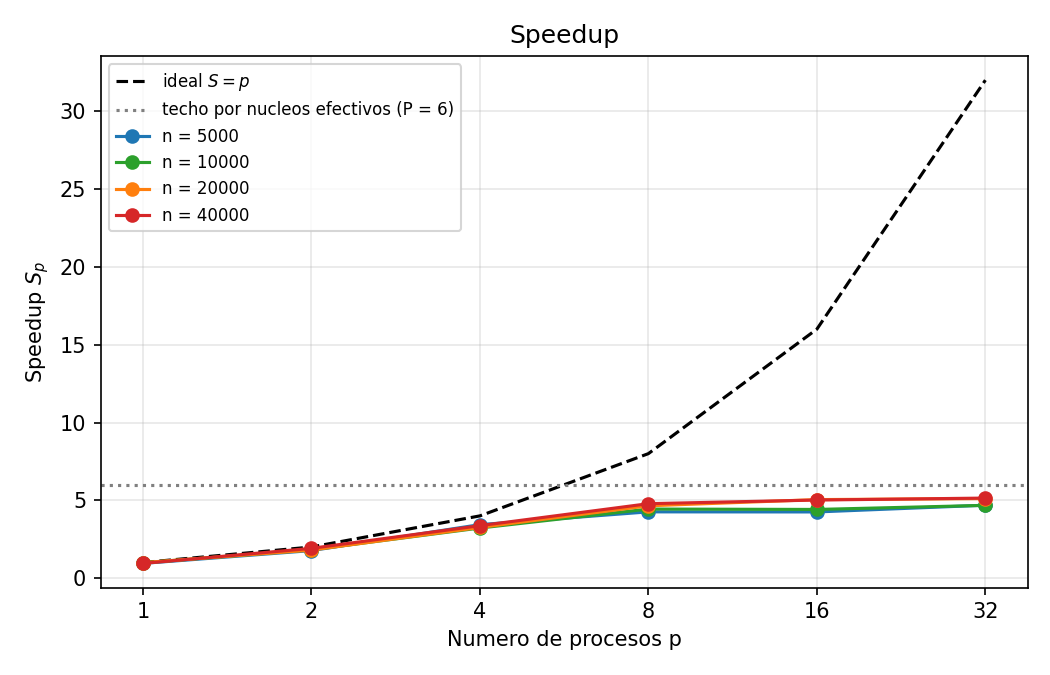 Speedup
ideal S = p
techo por nucleos efectivos (P = 6)
n = 5000
n = 10000
n = 20000
n = 40000
Speedup Sp
30
25
20
15
10
5
0
1 2 4 8 16 32
Numero de procesos p